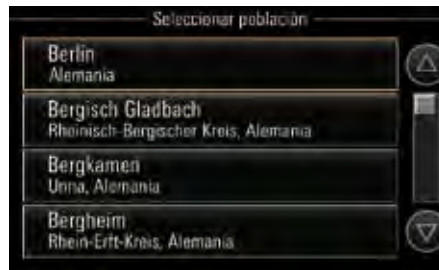 Seleccionar población
Berlin
Alemania
Bergisch Gladbach
Rheinisch-Bergischer Kreis, Alemania
Bergkamen
Unna, Alemania
Bergheim
Rhein-Erft-Kreis, Alemania